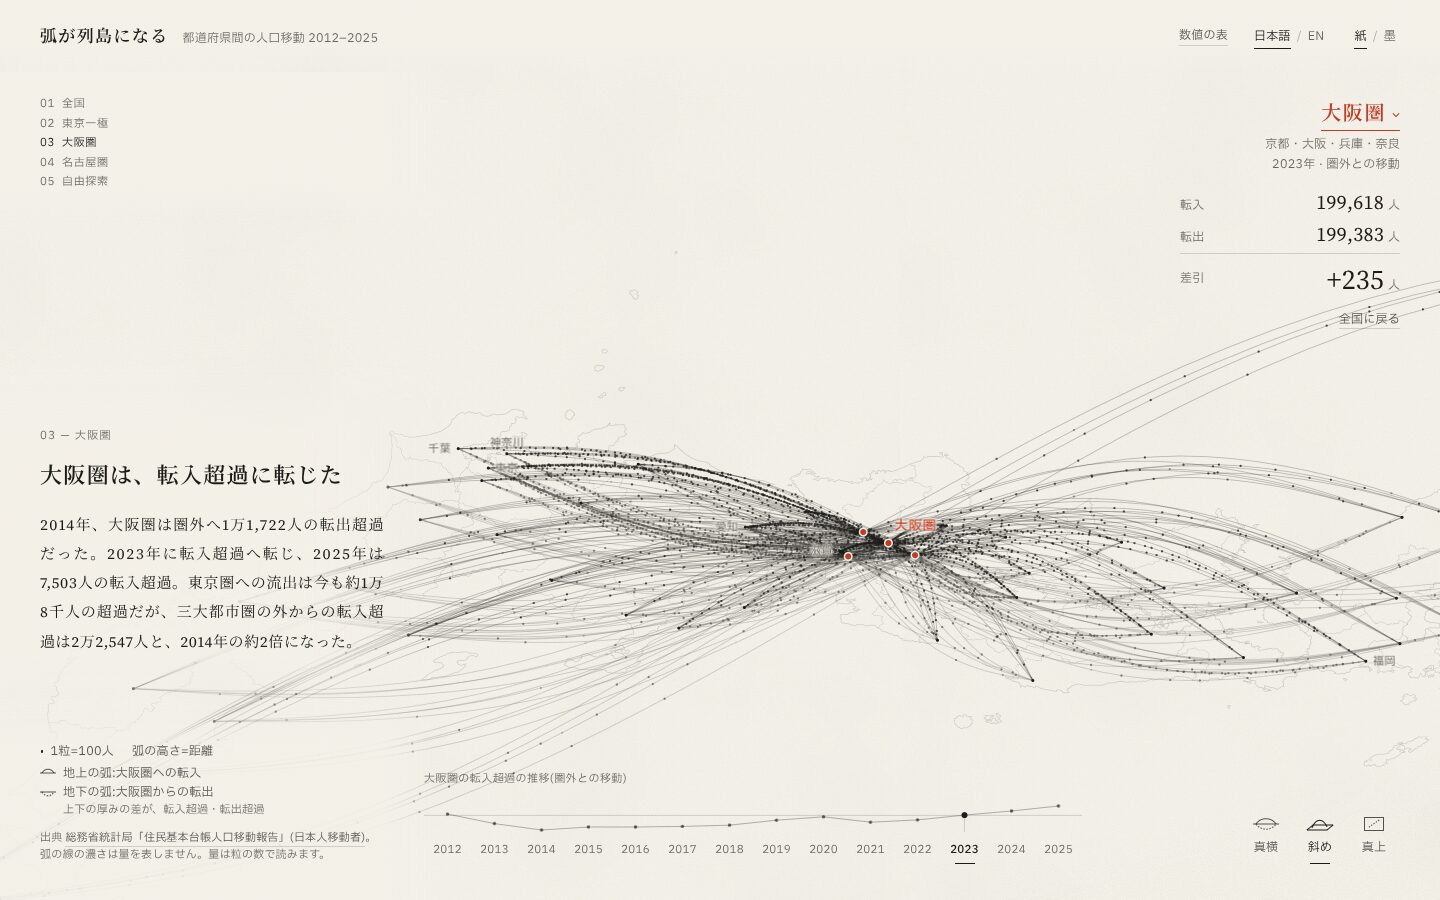 弧が列島になる
都道府県間の人口移動 2012–2025
数値の表
日本語 / EN
紙 / 墨
01 全国
02 東京一極
03 大阪圏
04 名古屋圏
05 自由探索
大阪圏
京都・大阪・兵庫・奈良
2023年・圏外との移動
転入 199,618 人
転出 199,383 人
差引 +235 人
全国に戻る
03 — 大阪圏
大阪圏は、転入超過に転じた
2014年、大阪圏は圏外へ1万1,722人の転出超過
だった。2023年に転入超過へ転じ、2025年は
7,503人の転入超過。東京圏への流出は今も約1万
8千人の超過だが、三大都市圏の外からの転入超
過は2万2,547人と、2014年の約2倍になった。
千葉
神奈川
愛知
大阪圏
福岡
1粒=100人 弧の高さ=距離
地上の弧:大阪圏への転入
地下の弧:大阪圏からの転出
上下の厚みの差が、転入超過・転出超過
出典 総務省統計局「住民基本台帳人口移動報告」(日本人移動者)。
弧の線の濃さは量を表しません。量は粒の数で読みます。
大阪圏の転入超過の推移(圏外との移動)
2012 2013 2014 2015 2016 2017 2018 2019 2020 2021 2022 2023 2024 2025
真横 斜め 真上